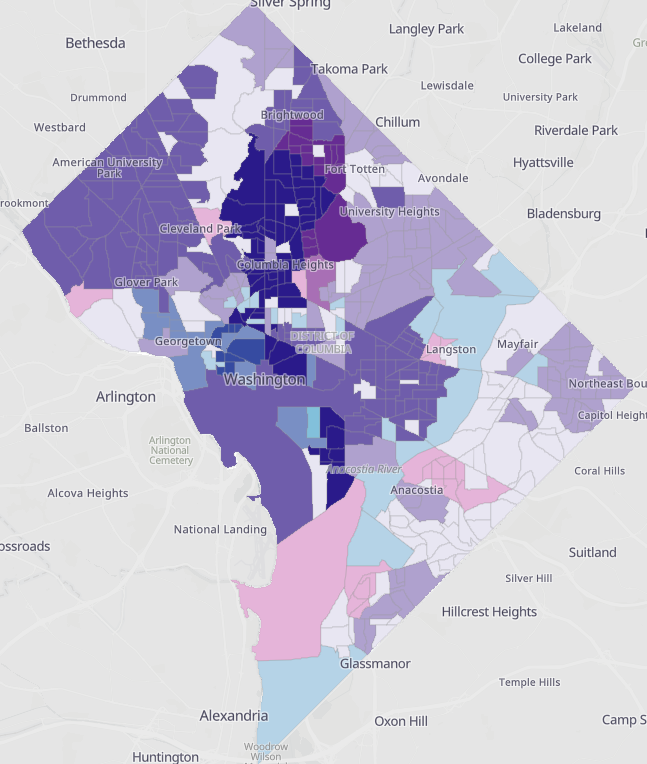 Silver Spring
Bethesda
Langley Park
Lakeland
College Park
Takoma Park
Lewisdale
Drummond
University Park
Brightwood
Chillum
Westbard
Riverdale Park
American University
Park
Fort Totten
Hyattsville
Avondale
rookmont
University Heights
Bladensburg
Cleveland Park
Columbia Heights
Glover Park
Georgetown
DISTRICT OF
COLUMBIA
Langston
Mayfair
Washington
Northeast Bou
Arlington
Capitol Height
Ballston
Arlington
National
Cemetery
Anacostia River
Coral Hills
Alcova Heights
Anacostia
National Landing
ossroads
Suitland
Silver Hill
Hillcrest Heights
Glassmanor
Temple Hills
Alexandria
Oxon Hill
Camp S
Woodrow
Wilson
Huntington